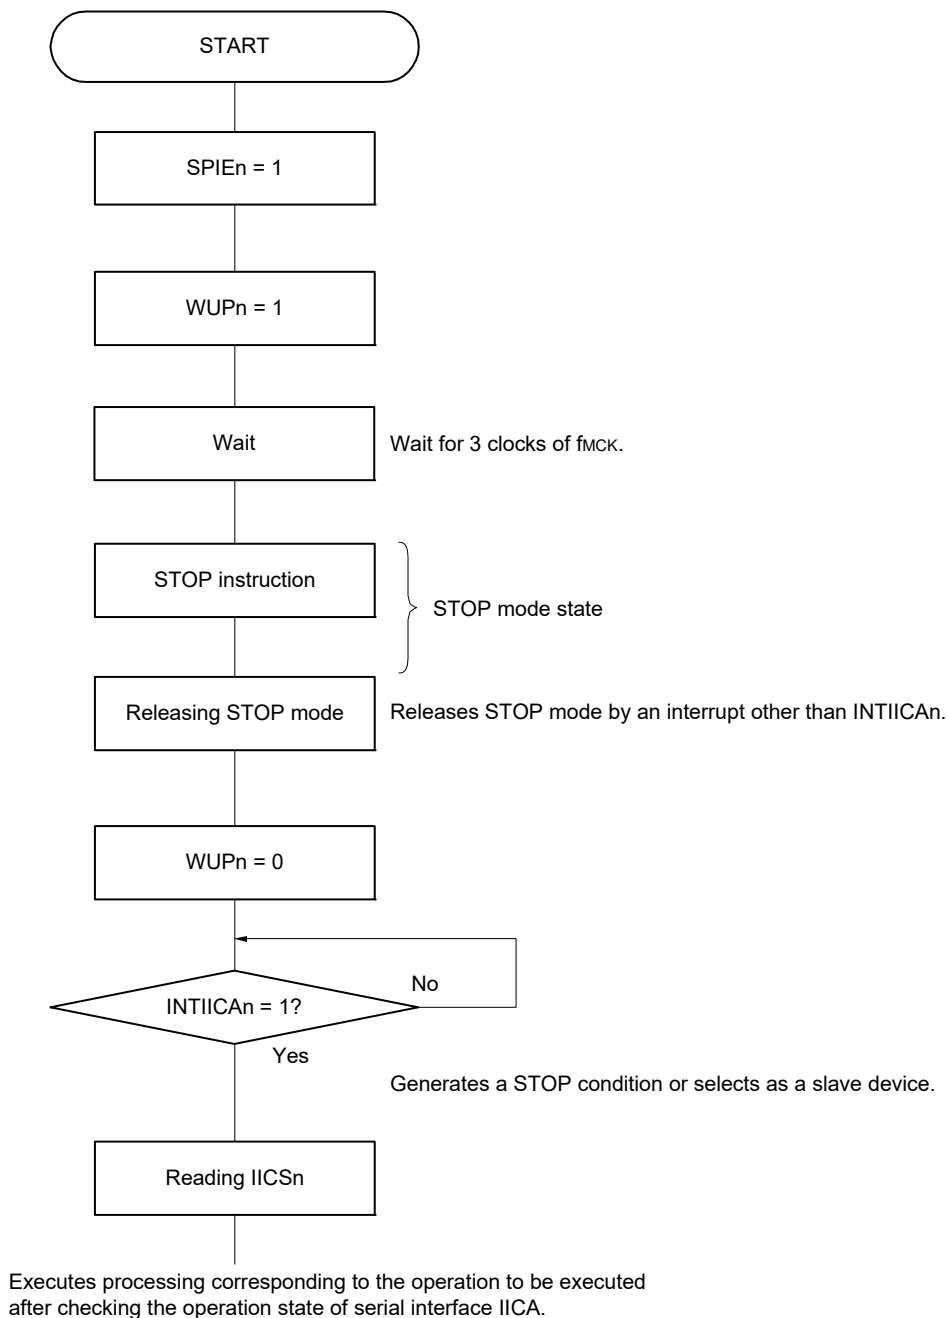 START
SPIEn = 1
WUPn = 1
Wait
Wait for 3 clocks of fMCK.
STOP instruction
STOP mode state
Releasing STOP mode
Releases STOP mode by an interrupt other than INTIICAn.
WUPn = 0
No
INTIICAn = 1?
Yes
Generates a STOP condition or selects as a slave device.
Reading IICSn
Executes processing corresponding to the operation to be executed
after checking the operation state of serial interface IICA.